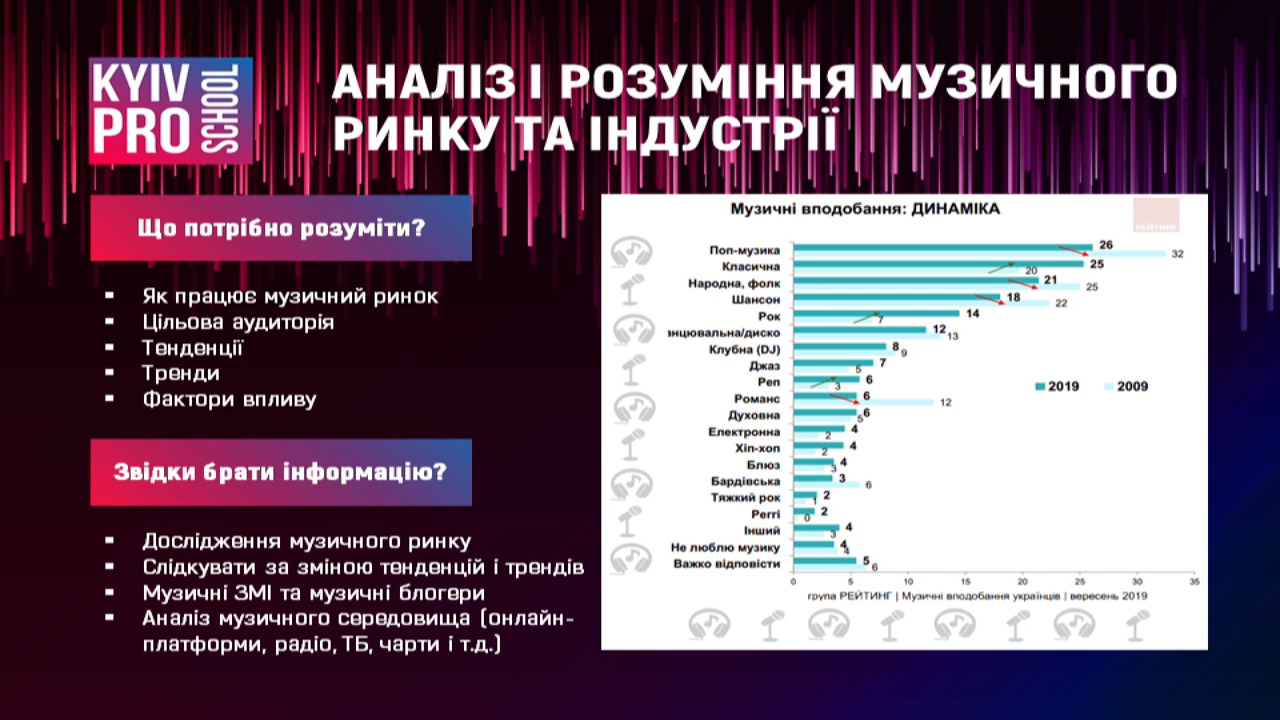 KYIV
PRO
SCHOOL
АНАЛІЗ І РОЗУМІННЯ МУЗИЧНОГО
РИНКУ ТА ІНДУСТРІЇ
Що потрібно розуміти?
▪ Як працює музичний ринок
▪ Цільова аудиторія
▪ Тенденції
▪ Тренди
▪ Фактори впливу
Звідки брати інформацію?
▪ Дослідження музичного ринку
▪ Слідкувати за зміною тенденцій і трендів
▪ Музичні ЗМІ та музичні блогери
▪ Аналіз музичного середовища (онлайн-
платформи, радіо, ТБ, чарти і т.д.)
Музичні вподобання: ДИНАМІКА
РЕЙТИНГ
Поп-музика 26 32
Класична 25 20
Народна, фолк 21 25
Шансон 18 22
Рок 14 7
нцювальна/диско 12 13
Клубна (DJ) 8 9
Джаз 7 5
Реп 6 3
Романс 6 12
Духовна 6 5
Електронна 4 2
Хіп-хоп 4 2
Блюз 4 3
Бардівська 3 6
Тяжкий рок 2 1
Реггі 2 0
Інший 4 3
Не люблю музику 4 4
Важко відповісти 5 6
2019 2009
0 5 10 15 20 25 30 35
група РЕЙТИНГ | Музичні вподобання українців | вересень 2019